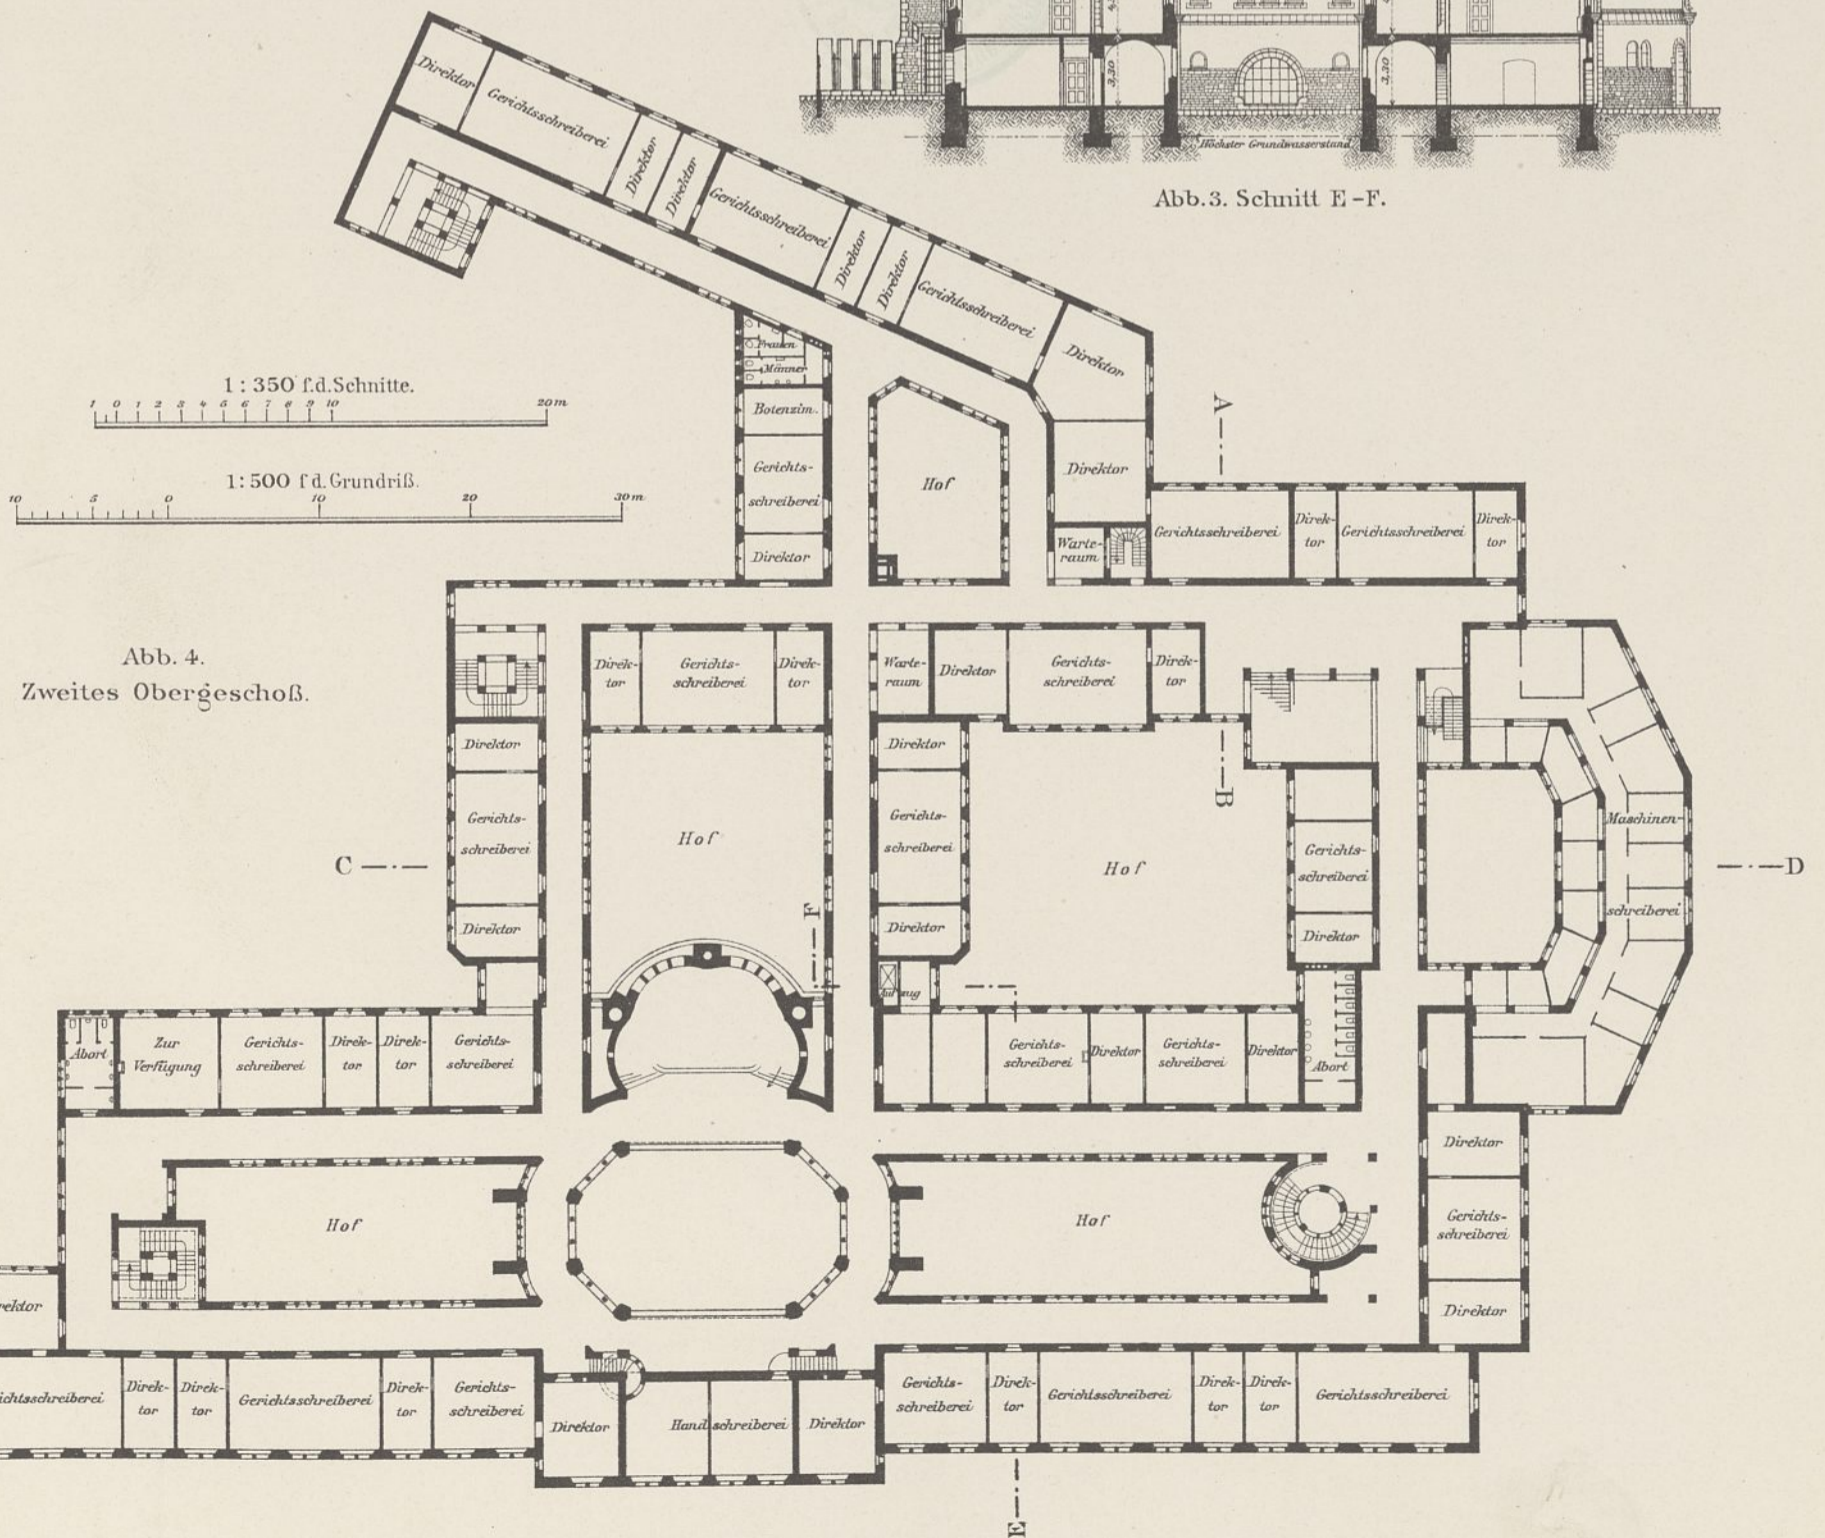 3,30
3,30
Höchster Grundwasserstand
Abb.3. Schnitt E-F.
Direktor
Gerichtsschreiberei
Direktor
Direktor
Gerichtsschreiberei
Direktor
Direktor
Gerichtsschreiberei
Direktor
Direktor
Frauen
Männer
Botenzim.
Gerichts-
schreiberei
Direktor
Hof
Warte-
raum
1:350 f.d.Schnitte.
1 0 1 2 3 4 5 6 7 8 9 10 20 m
1:500 f d.Grundriß.
10 5 0 10 20 30 m
Abb. 4.
Zweites Obergeschoß.
A
Gerichtsschreiberei
Direk-
tor
Gerichtsschreiberei
Direk-
tor
Direk-
tor
Gerichts-
schreiberei
Direk-
tor
Warte-
raum
Direktor
Gerichts-
schreiberei
Direk-
tor
B
Direktor
Gerichts-
schreiberei
Direktor
C
Hof
F
Direktor
Gerichts-
schreiberei
Direktor
Aufzug
Hof
Gerichts-
schreiberei
Direktor
Maschinen-
schreiberei
D
Abort
Zur
Verfügung
Gerichts-
schreiberei
Direk-
tor
Direk-
tor
Gerichts-
schreiberei
Gerichts-
schreiberei
Direktor
Gerichts-
schreiberei
Direktor
Abort
Direktor
Gerichts-
schreiberei
Direktor
Hof
Hof
rektor
ichtsschreiberei
Direk-
tor
Direk-
tor
Gerichtsschreiberei
Direk-
tor
Gerichts-
schreiberei
Direktor
Handschreiberei
Direktor
Gerichts-
schreiberei
Direk-
tor
Gerichtsschreiberei
Direk-
tor
Direk-
tor
Gerichtsschreiberei
E